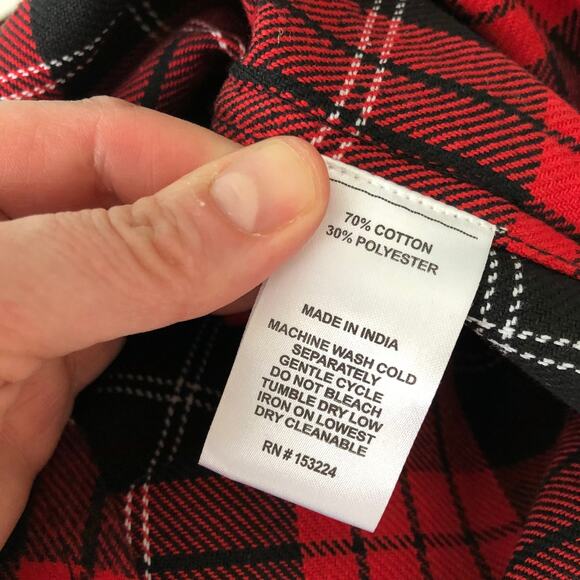 70% COTTON
30% POLYESTER
MADE IN INDIA
MACHINE WASH COLD
SEPARATELY
GENTLE CYCLE
DO NOT BLEACH
TUMBLE DRY LOW
IRON ON LOWEST
DRY CLEANABLE
RN # 153224